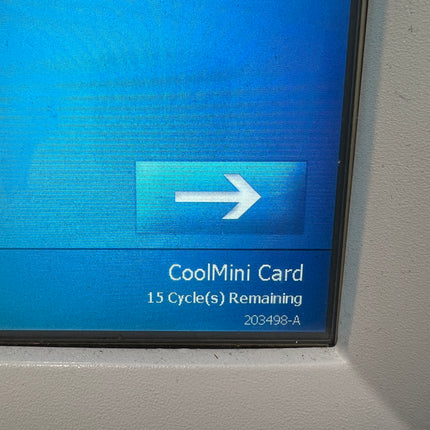 CoolMini Card
15 Cycle(s) Remaining
203498-A